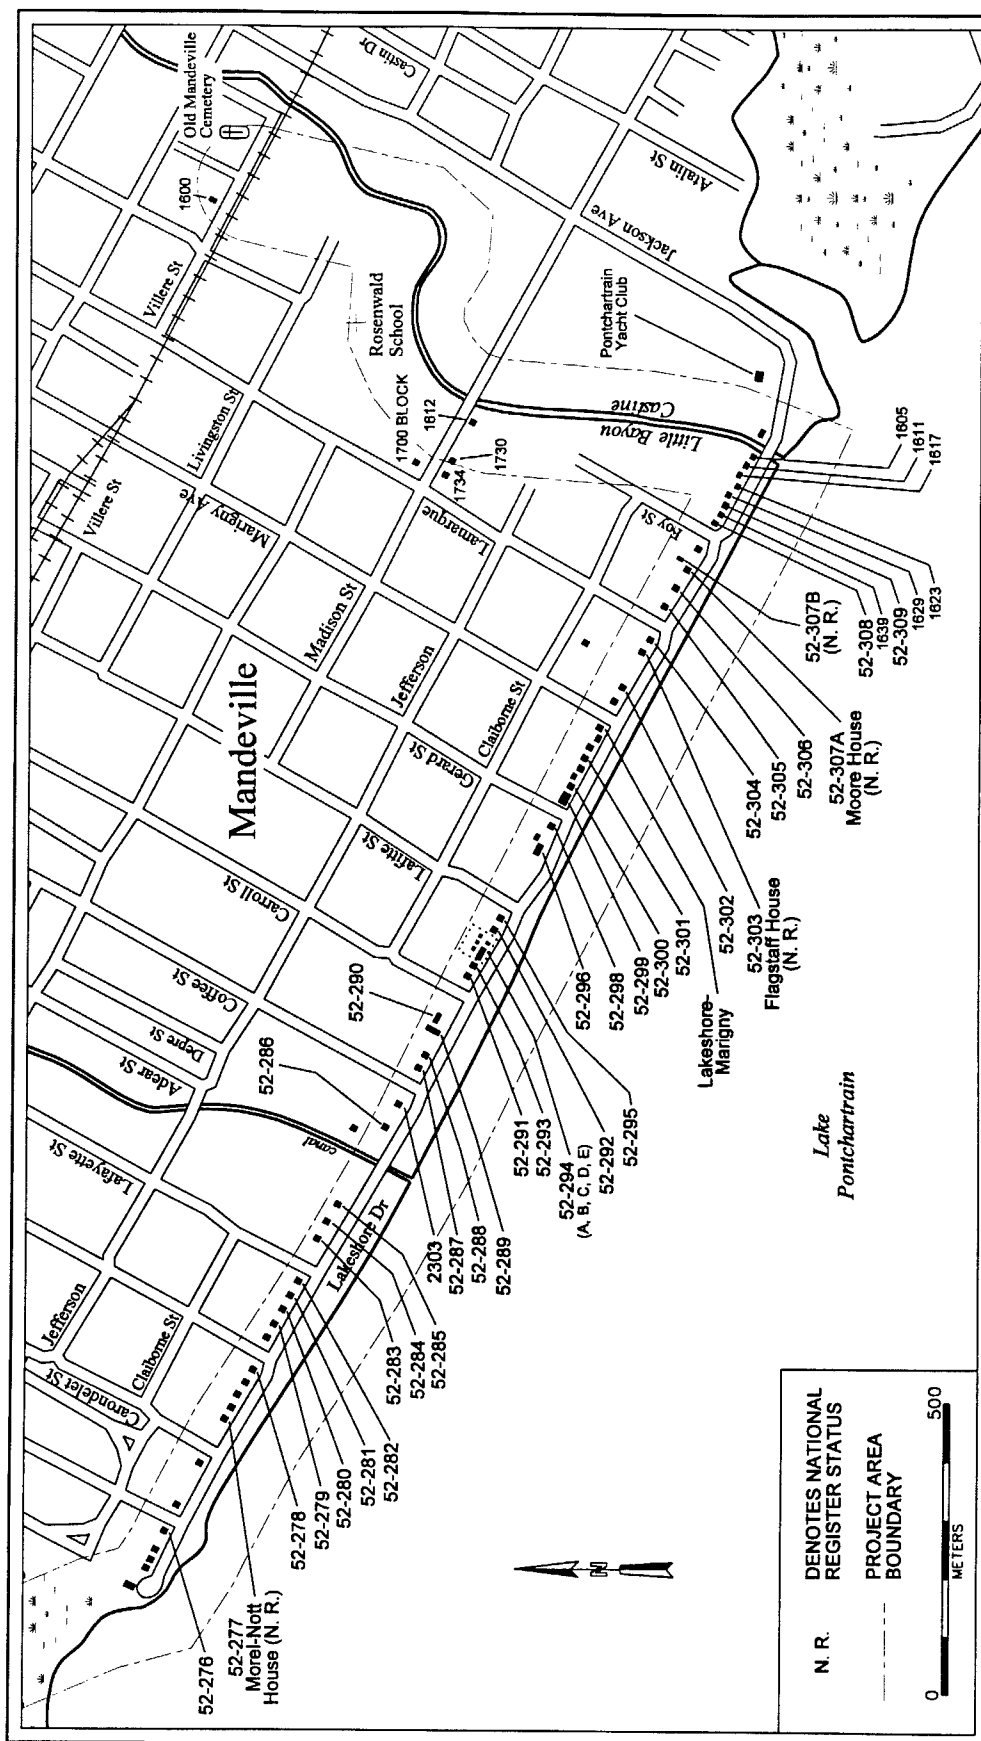 Old Mandeville
Cemetery
Castin Dr
1600
Villere St
Atalin St
Jackson Ave
Rosenwald
School
Pontchartrain
Yacht Club
Livingston St
Villere St
Marigny Ave
1700 BLOCK
1612
1730
1734
Little Bayou
Castine
Lamarque
Foy St
1605
1611
1617
Madison St
Mandeville
Jefferson
Claiborne St
Gerard St
Lafitte St
Carroll St
Coffee St
Depre St
Adear St
Lafayette St
canal
Jefferson
Claiborne St
Carondelet St
Lakeshore Dr
52-276
52-277
Morel-Nott
House (N. R.)
52-278
52-279
52-280
52-281
52-282
52-283
52-284
52-285
52-286
2303
52-287
52-288
52-289
52-290
52-291
52-293
52-294
(A, B, C, D, E)
52-292
52-295
52-296
52-298
52-299
52-300
52-301
Lakeshore-
Marigny
52-302
52-303
Flagstaff House
(N. R.)
52-304
52-305
52-306
52-307A
Moore House
(N. R.)
52-307B
(N. R.)
52-308
1639
52-309
1629
1623
Lake
Pontchartrain
N
N. R.
DENOTES NATIONAL
REGISTER STATUS
PROJECT AREA
BOUNDARY
0
500
METERS